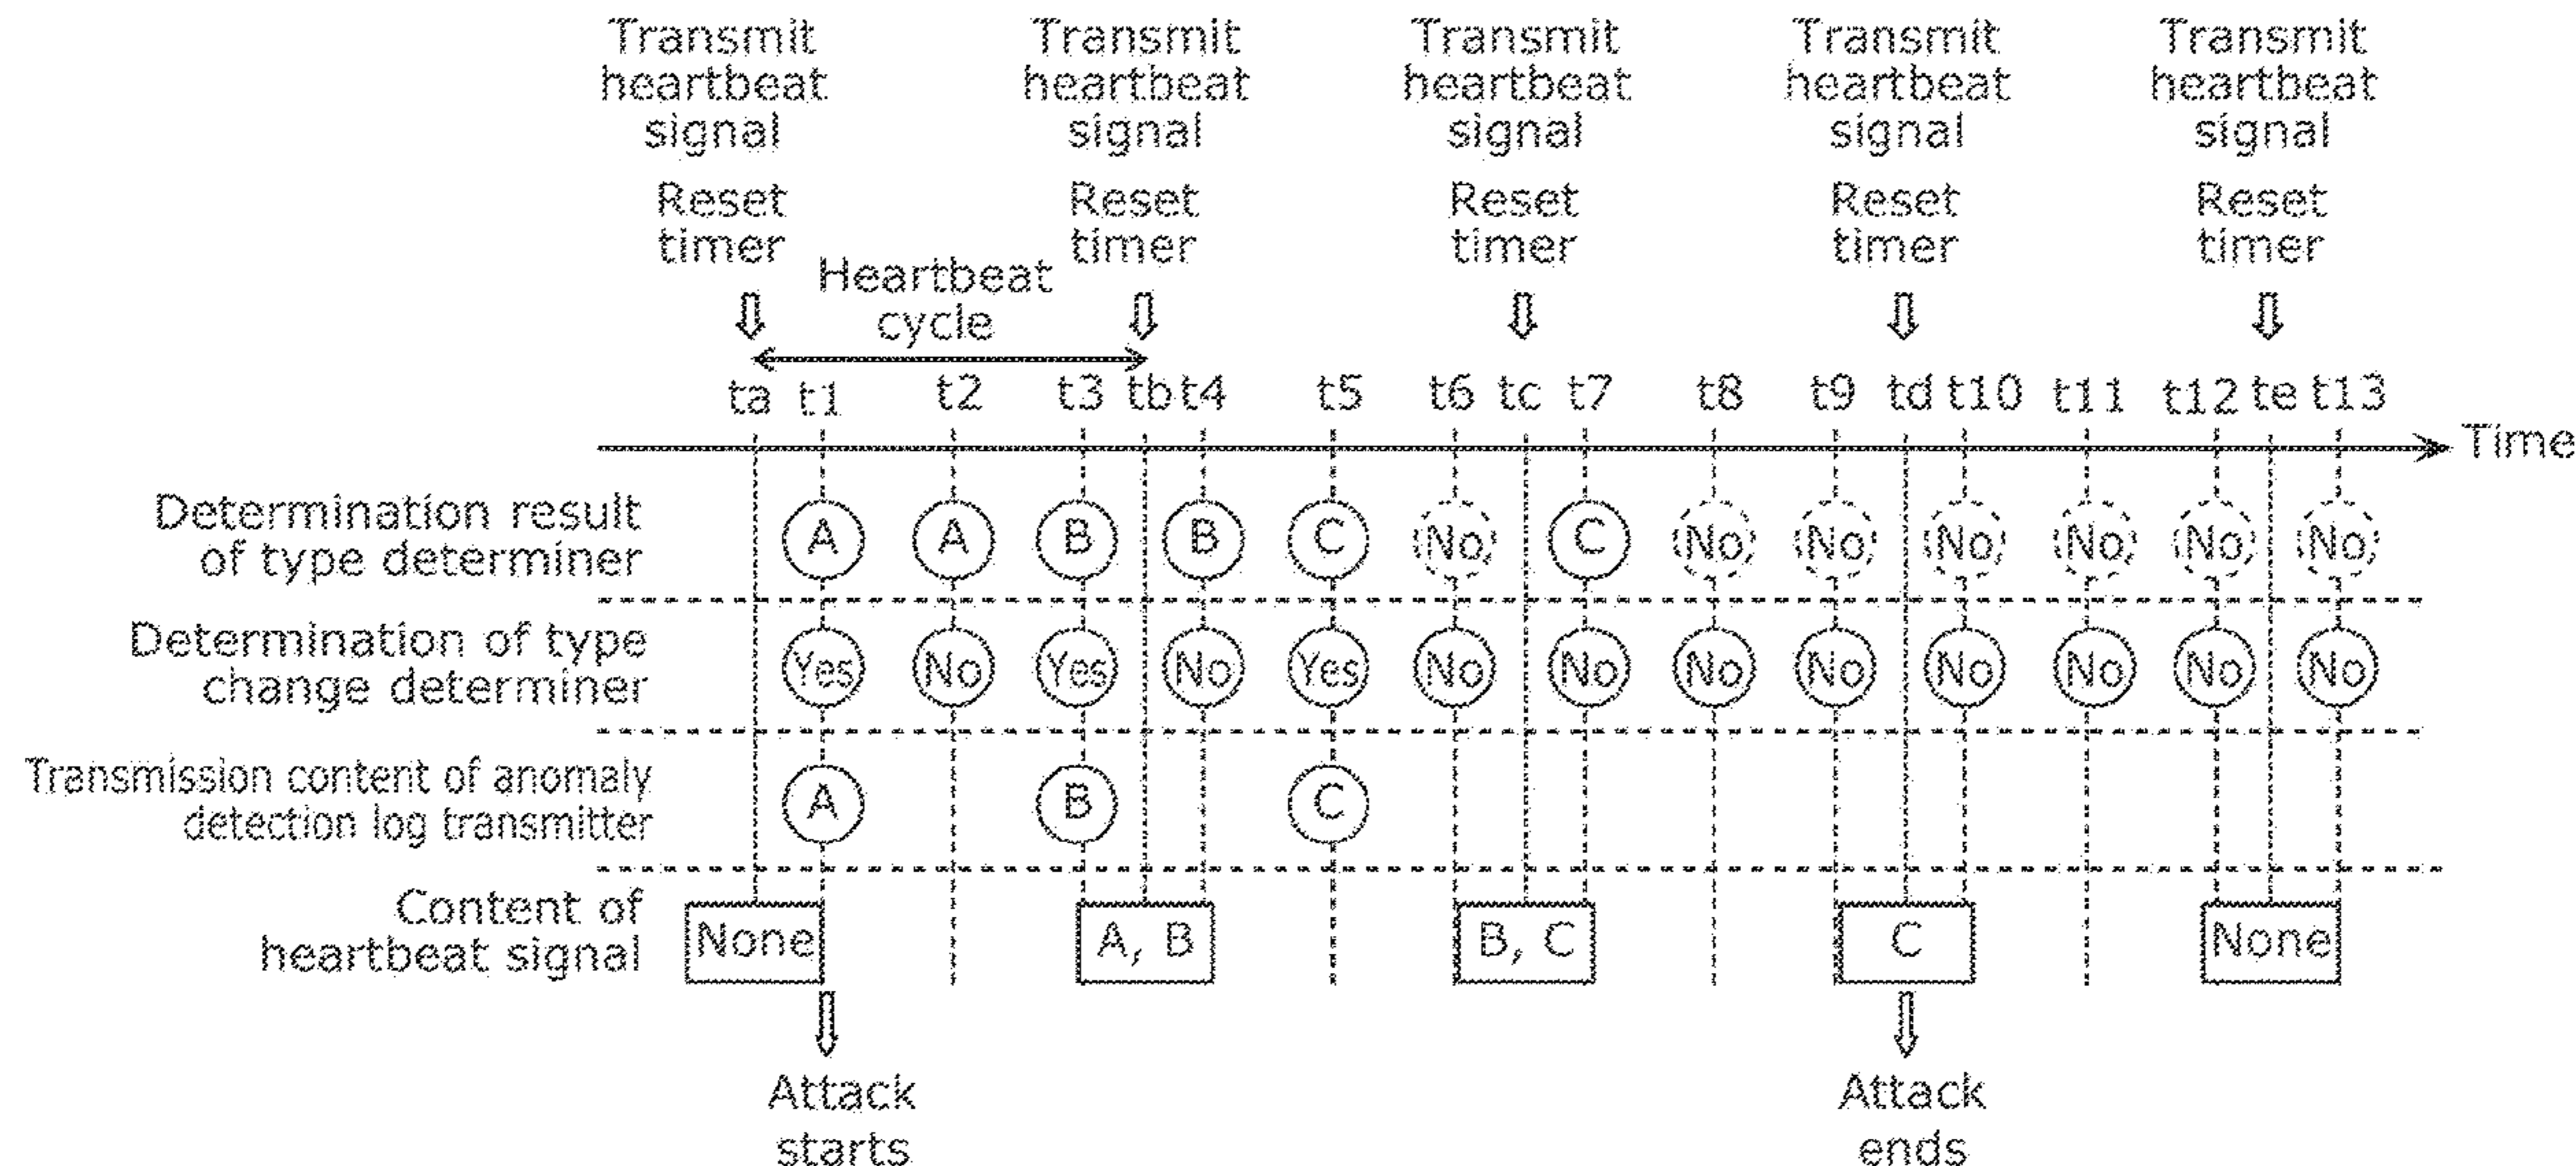 Transmit Transmit Transmit Transmit Transmit
heartbeat heartbeat heartbeat heartbeat heartbeat
signal signal signal signal signal
Reset Reset Reset Reset Reset
timer timer timer timer timer
Heartbeat
cycle
ta t1 t2 t3 tb t4 t5 t6 tc t7 t8 t9 td t10 t11 t12 te t13
Time
Determination result
of type determiner
A A B B C No C No No No No No No
Determination of type
change determiner
Yes No Yes No Yes No No No No No No No No
Transmission content of anomaly
detection log transmitter
A B C
Content of
heartbeat signal
None A, B B, C C None
Attack Attack
starts ends